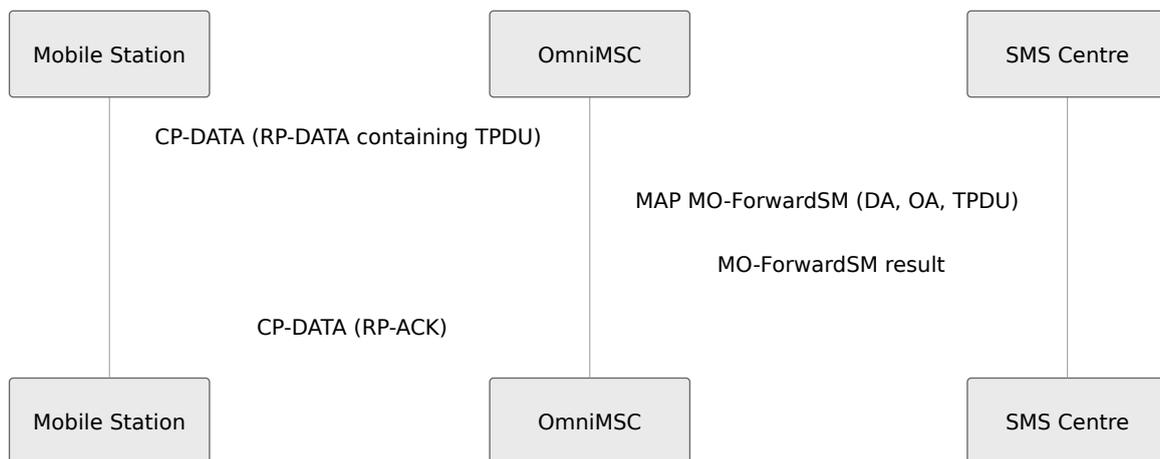 Mobile Station
OmniMSC
SMS Centre
CP-DATA (RP-DATA containing TPDU)
MAP MO-ForwardSM (DA, OA, TPDU)
MO-ForwardSM result
CP-DATA (RP-ACK)
Mobile Station
OmniMSC
SMS Centre